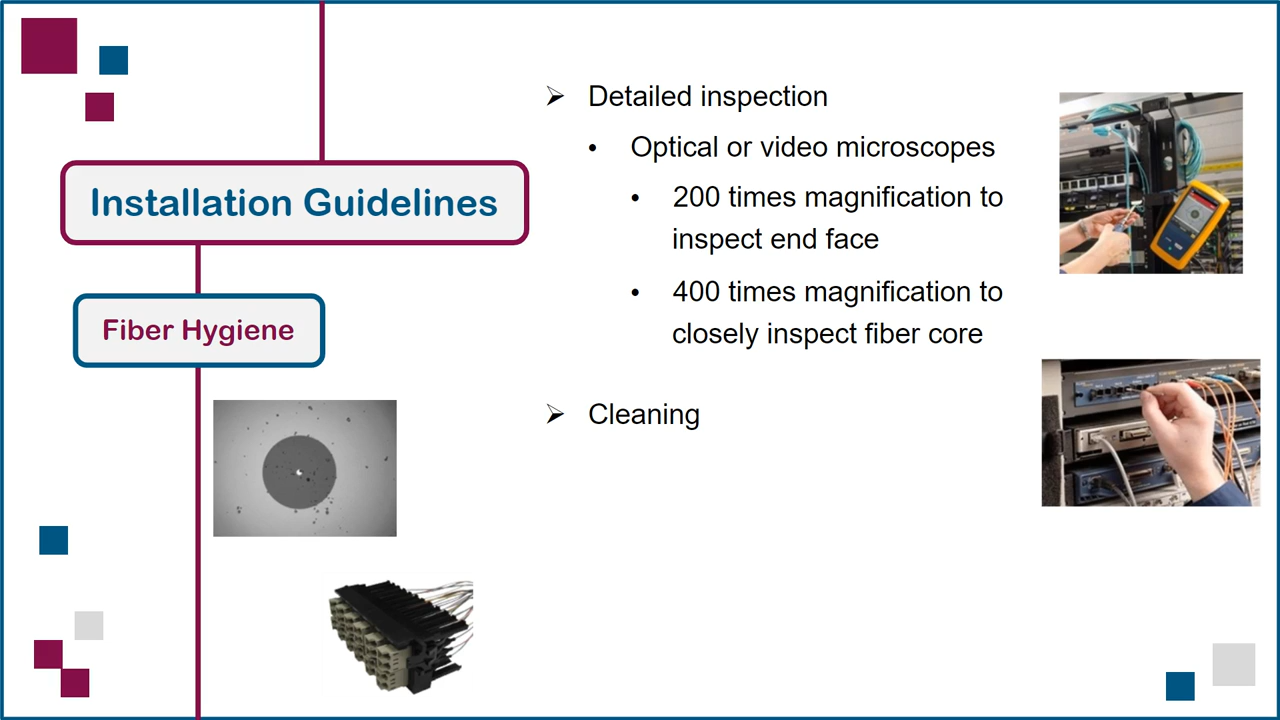 Installation Guidelines
Fiber Hygiene
➢ Detailed inspection
• Optical or video microscopes
• 200 times magnification to
inspect end face
• 400 times magnification to
closely inspect fiber core
➢ Cleaning